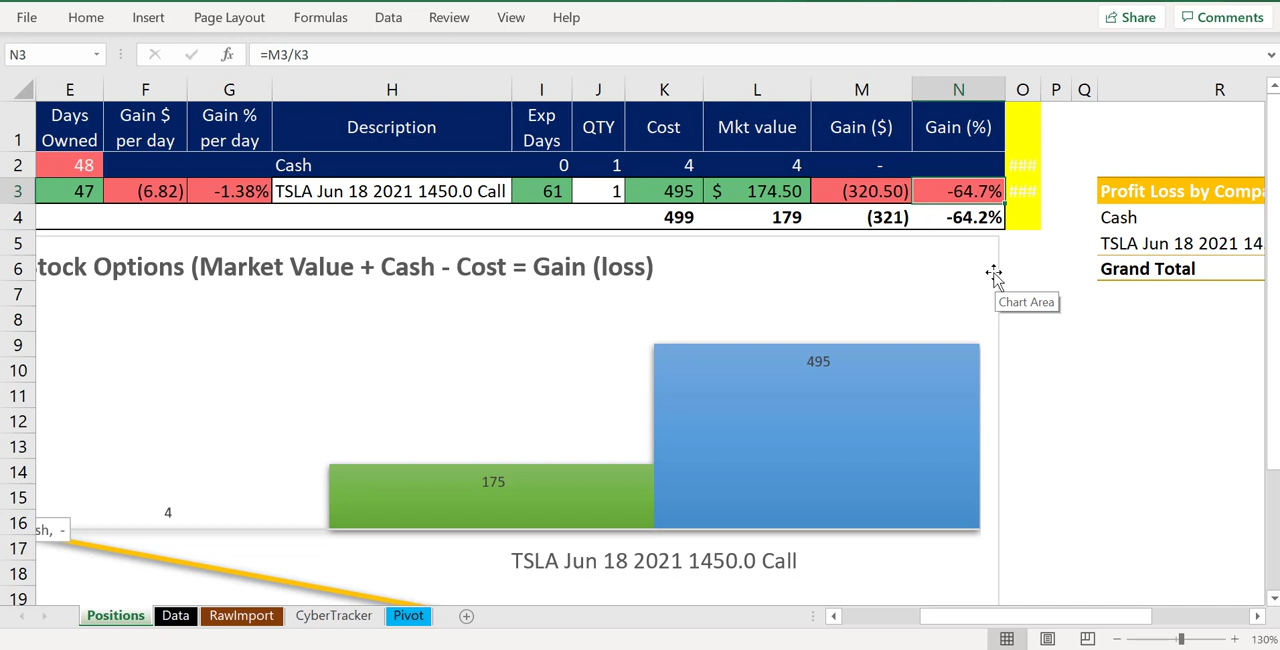 File Home Insert Page Layout Formulas Data Review View Help Share Comments
N3 fx =M3/K3
E F G H I J K L M N O P Q R
1 Days Owned Gain $ per day Gain % per day Description Exp Days QTY Cost Mkt value Gain ($) Gain (%)
2 48 Cash 0 1 4 4 - ###
3 47 (6.82) -1.38% TSLA Jun 18 2021 1450.0 Call 61 1 495 $ 174.50 (320.50) -64.7% ### Profit Loss by Compa
4 499 179 (321) -64.2% Cash
5 TSLA Jun 18 2021 14
6 tock Options (Market Value + Cash - Cost = Gain (loss) Grand Total
7 Chart Area
8
9 495
10
11
12
13
14 175
15
16 4 sh, -
17 TSLA Jun 18 2021 1450.0 Call
18
19
Positions Data RawImport CyberTracker Pivot
130%